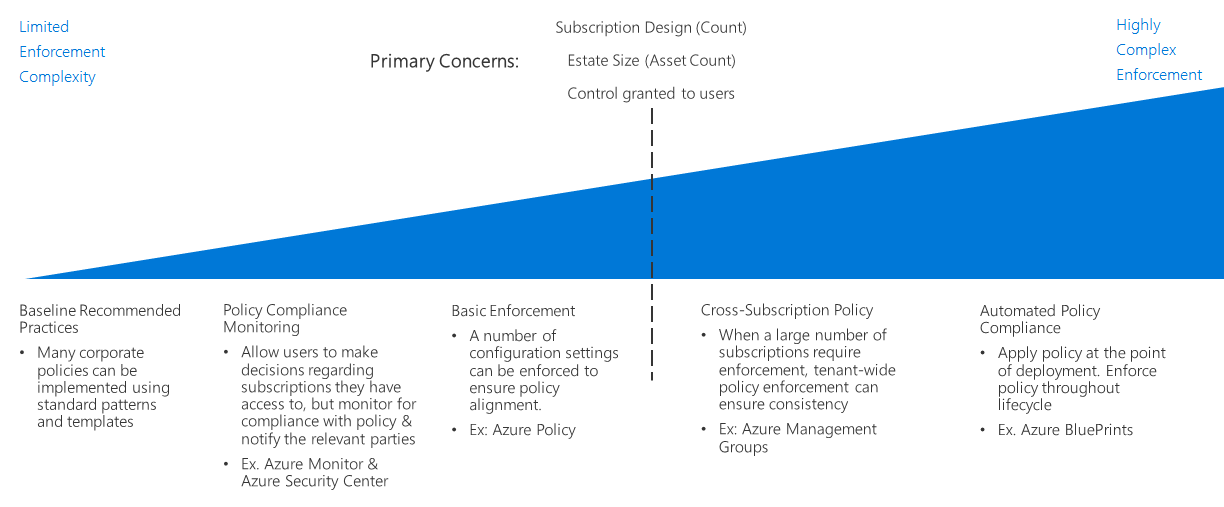 Limited
Enforcement
Complexity
Primary Concerns:
Subscription Design (Count)
Estate Size (Asset Count)
Control granted to users
Highly
Complex
Enforcement
Baseline Recommended
Practices
• Many corporate
policies can be
implemented using
standard patterns
and templates
Policy Compliance
Monitoring
• Allow users to make
decisions regarding
subscriptions they have
access to, but monitor for
compliance with policy &
notify the relevant parties
• Ex. Azure Monitor &
Azure Security Center
Basic Enforcement
• A number of
configuration settings
can be enforced to
ensure policy
alignment.
• Ex: Azure Policy
Cross-Subscription Policy
• When a large number of
subscriptions require
enforcement, tenant-wide
policy enforcement can
ensure consistency
• Ex: Azure Management
Groups
Automated Policy
Compliance
• Apply policy at the point
of deployment. Enforce
policy throughout
lifecycle
• Ex. Azure BluePrints